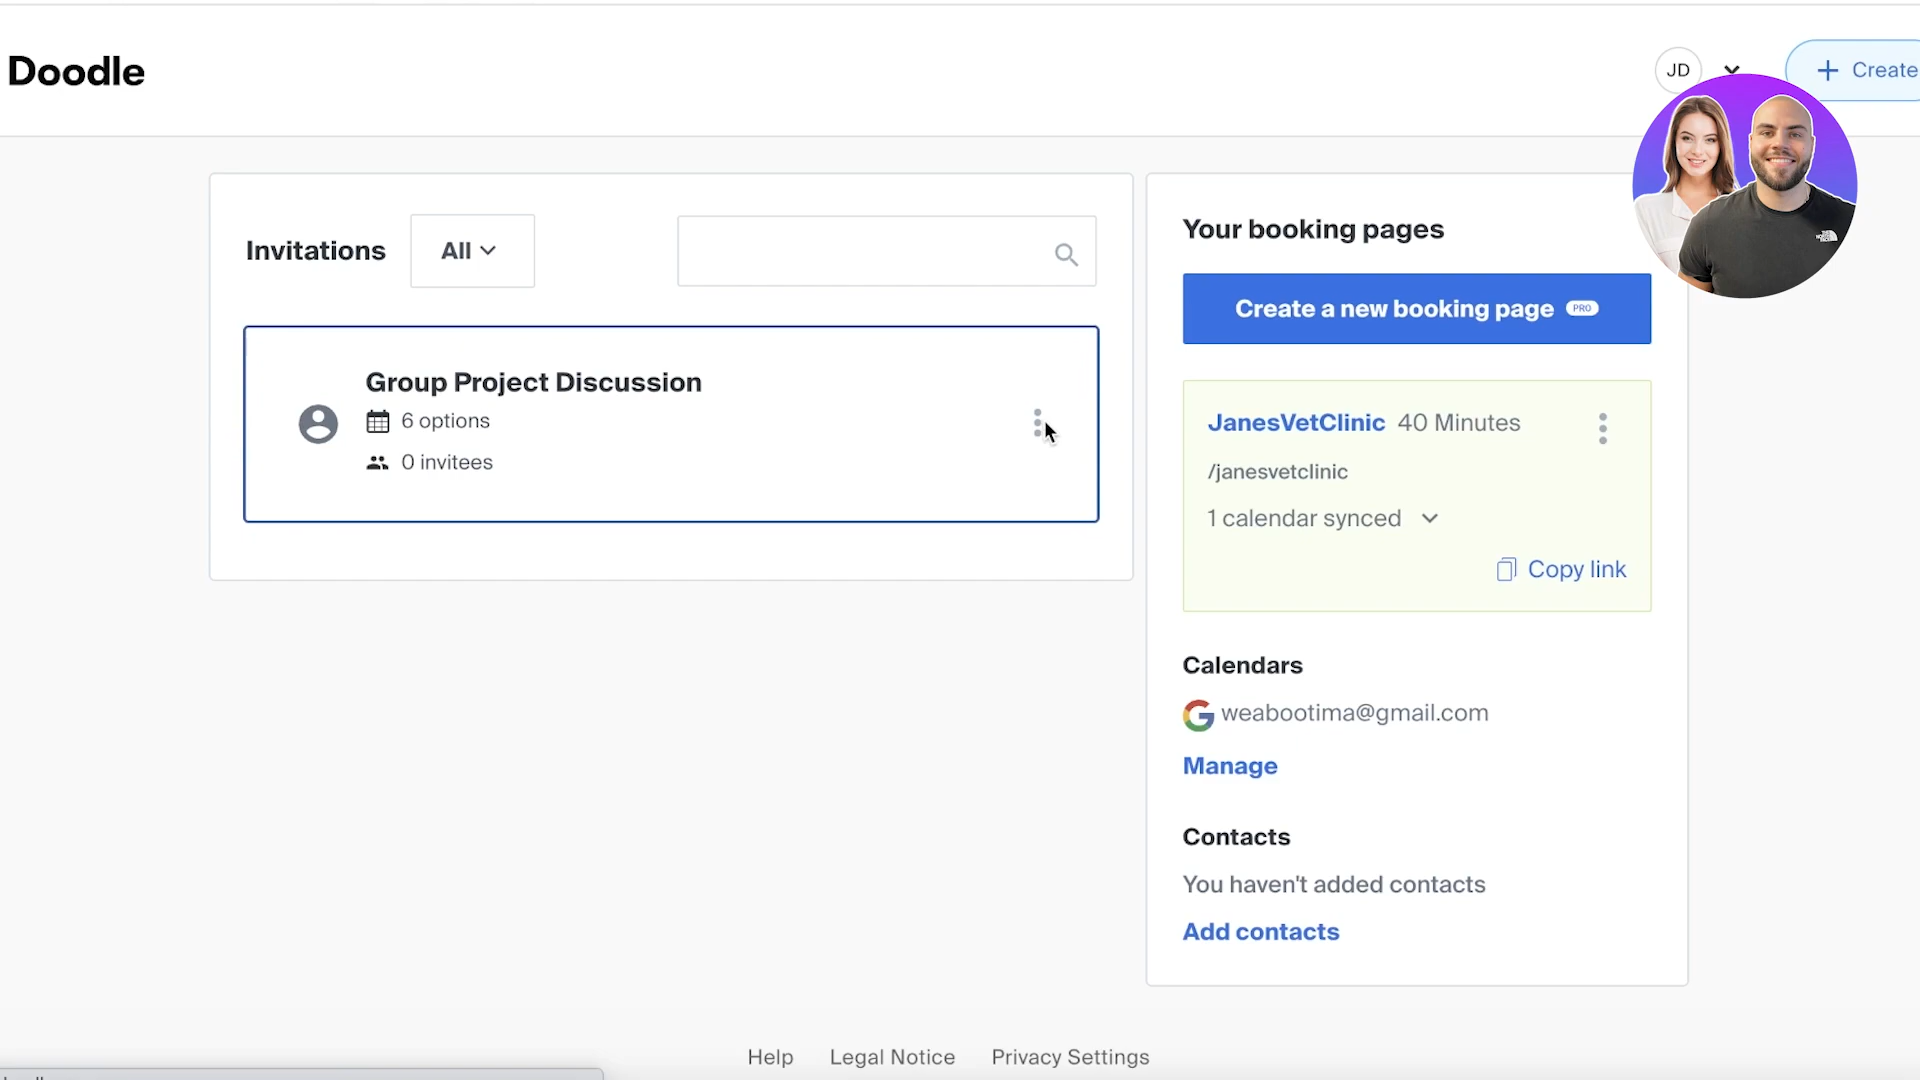 Doodle
JD
Create
Invitations
All
Group Project Discussion
6 options
0 invitees
Your booking pages
Create a new booking page PRO
JanesVetClinic 40 Minutes
/janesvetclinic
1 calendar synced
Copy link
Calendars
weabootima@gmail.com
Manage
Contacts
You haven't added contacts
Add contacts
Help Legal Notice Privacy Settings